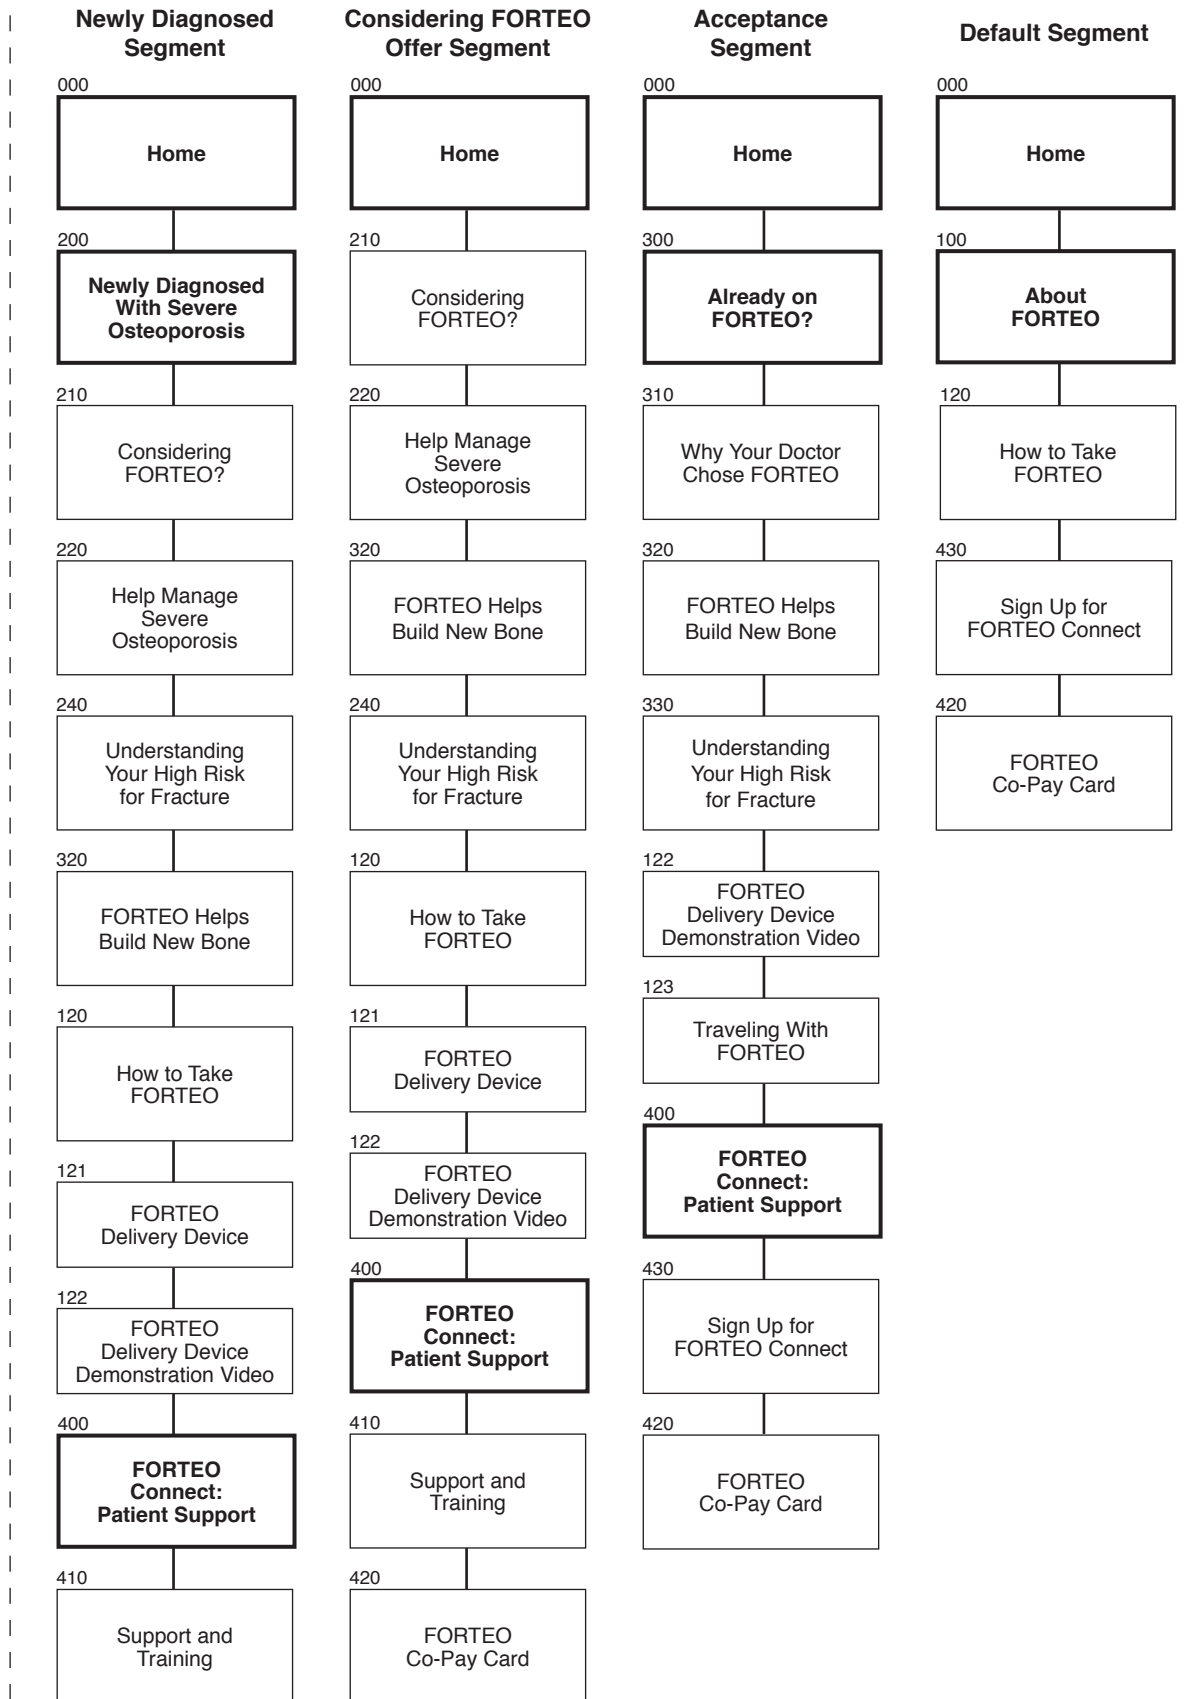 Newly Diagnosed
Segment
000
Home
200
Newly Diagnosed
With Severe
Osteoporosis
210
Considering
FORTEO?
220
Help Manage
Severe
Osteoporosis
240
Understanding
Your High Risk
for Fracture
320
FORTEO Helps
Build New Bone
120
How to Take
FORTEO
121
FORTEO
Delivery Device
122
FORTEO
Delivery Device
Demonstration Video
400
FORTEO
Connect:
Patient Support
410
Support and
Training
Considering FORTEO
Offer Segment
000
Home
210
Considering
FORTEO?
220
Help Manage
Severe
Osteoporosis
320
FORTEO Helps
Build New Bone
240
Understanding
Your High Risk
for Fracture
120
How to Take
FORTEO
121
FORTEO
Delivery Device
122
FORTEO
Delivery Device
Demonstration Video
400
FORTEO
Connect:
Patient Support
410
Support and
Training
420
FORTEO
Co-Pay Card
Acceptance
Segment
000
Home
300
Already on
FORTEO?
310
Why Your Doctor
Chose FORTEO
320
FORTEO Helps
Build New Bone
330
Understanding
Your High Risk
for Fracture
122
FORTEO
Delivery Device
Demonstration Video
123
Traveling With
FORTEO
400
FORTEO
Connect:
Patient Support
430
Sign Up for
FORTEO Connect
420
FORTEO
Co-Pay Card
Default Segment
000
Home
100
About
FORTEO
120
How to Take
FORTEO
430
Sign Up for
FORTEO Connect
420
FORTEO
Co-Pay Card